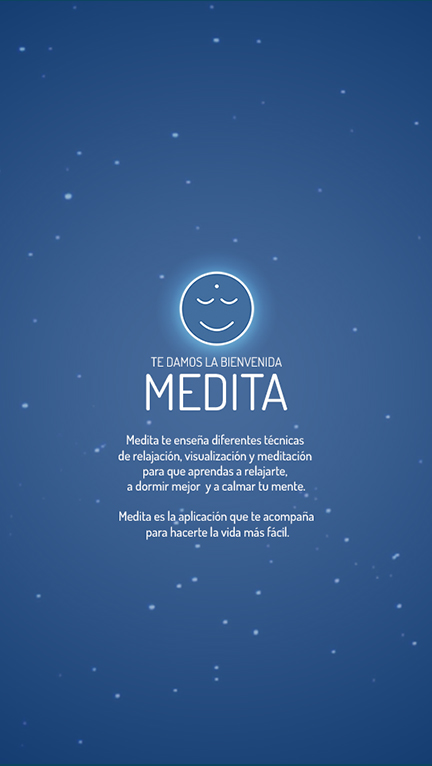 TE DAMOS LA BIENVENIDA
MEDITA
Medita te enseña diferentes técnicas
de relajación, visualización y meditación
para que aprendas a relajarte,
a dormir mejor y a calmar tu mente.
Medita es la aplicación que te acompaña
para hacerte la vida más fácil.